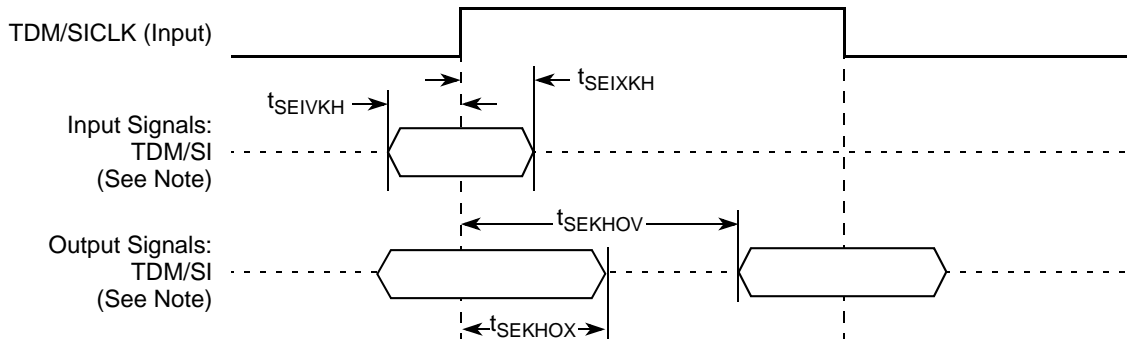 TDM/SICLK (Input)
tSEIXKH
tSEIVKH
Input Signals:
TDM/SI
(See Note)
tSEKHOV
Output Signals:
TDM/SI
(See Note)
tSEKHOX